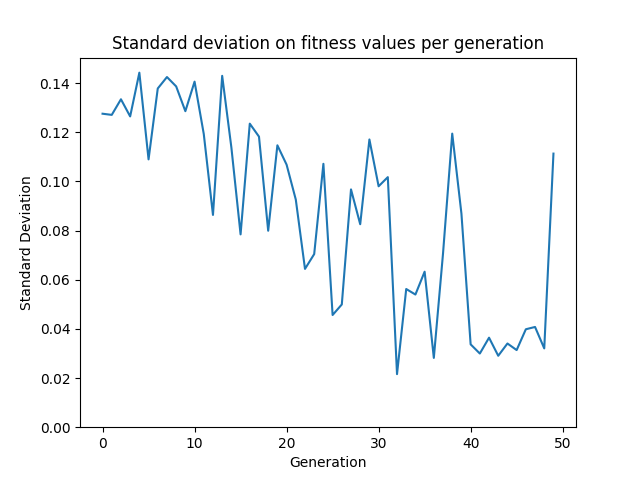 Standard deviation on fitness values per generation
0.14
0.12
0.10
0.08
0.06
0.04
0.02
0.00
Standard Deviation
0 10 20 30 40 50
Generation